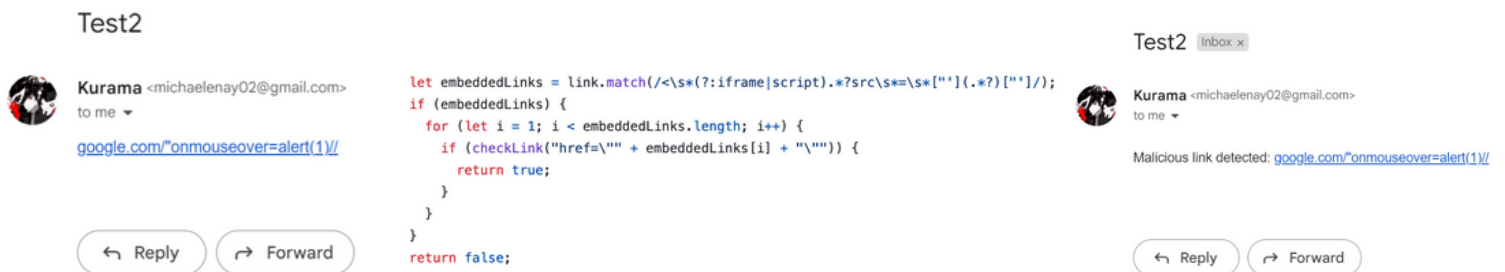 Test2
Kurama <michaelenay02@gmail.com>
to me
google.com/"onmouseover=alert(1)//
Reply
Forward
let embeddedLinks = link.match(/<\s*(?:iframe|script).*?src\s*=\s*["'](.*?)["']/);
if (embeddedLinks) {
  for (let i = 1; i < embeddedLinks.length; i++) {
    if (checkLink("href=\"" + embeddedLinks[i] + "\"")) {
      return true;
    }
  }
}
return false;
Test2 Inbox ×
Kurama <michaelenay02@gmail.com>
to me
Malicious link detected: google.com/"onmouseover=alert(1)//
Reply
Forward